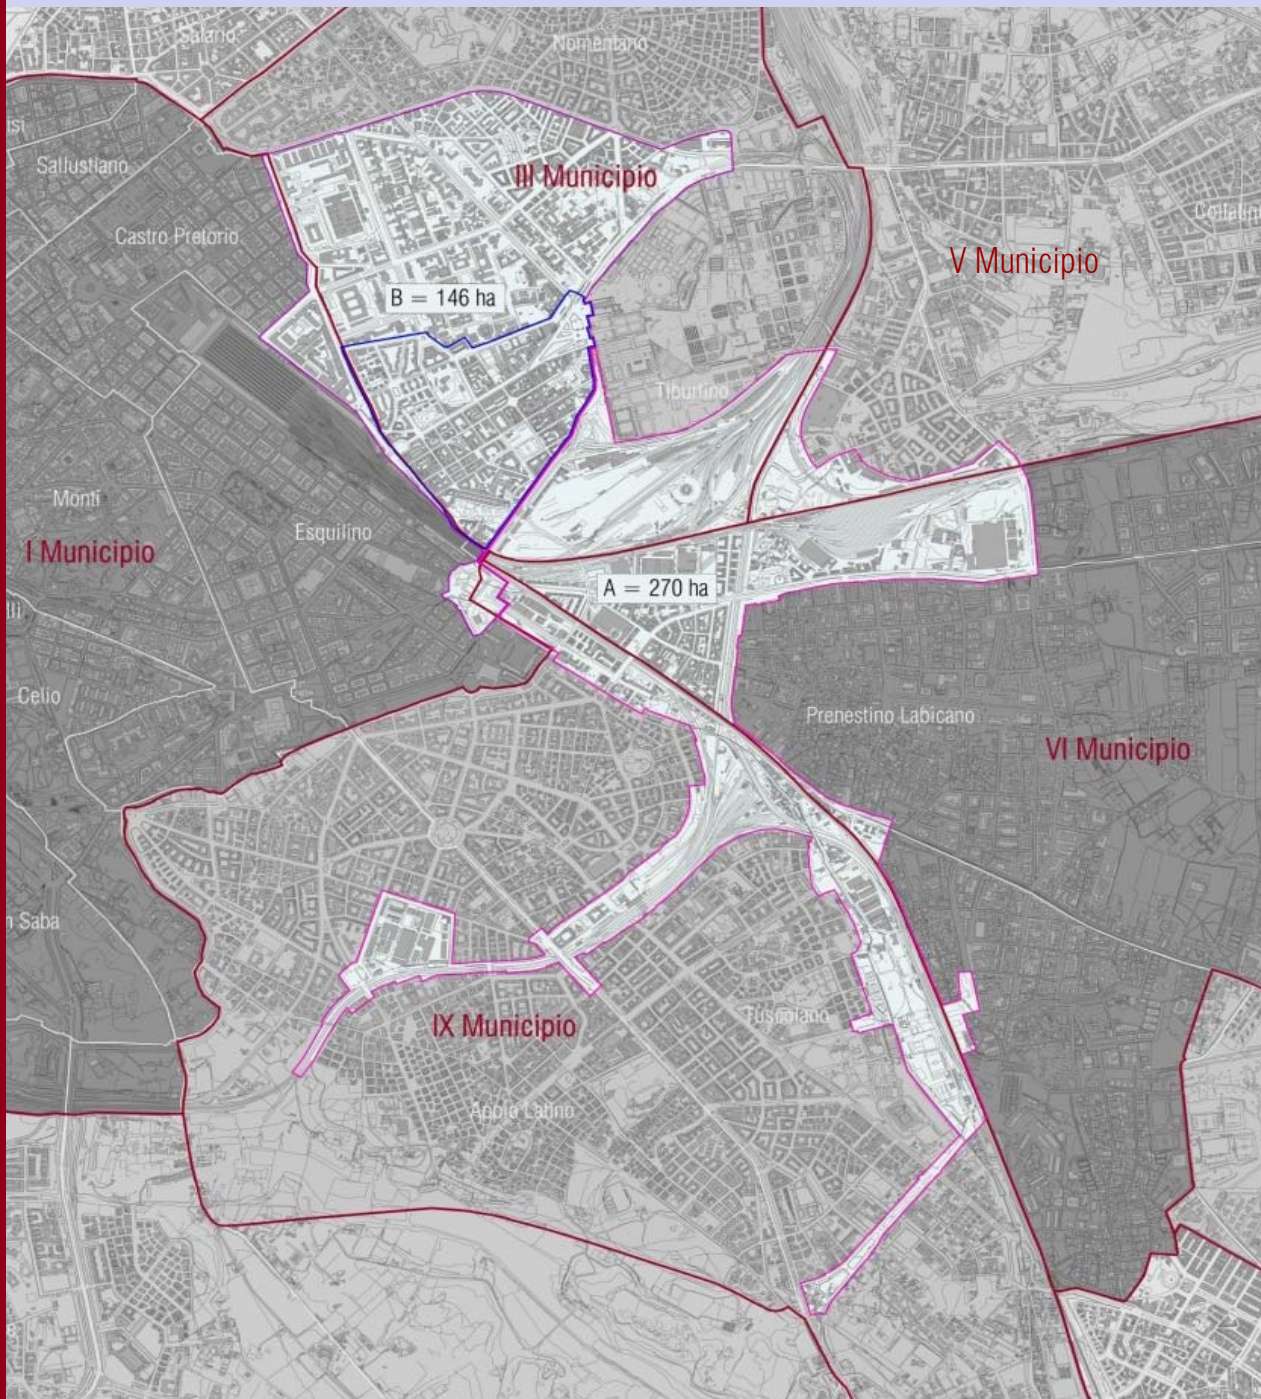 Salario
Nomentano
Sallustiano
III Municipio
Castro Pretorio
V Municipio
B = 146 ha
Tiburtino
Monti
Esquilino
I Municipio
A = 270 ha
Celio
Prenestino Labicano
VI Municipio
Saba
Tuscolano
IX Municipio
Appio Latino